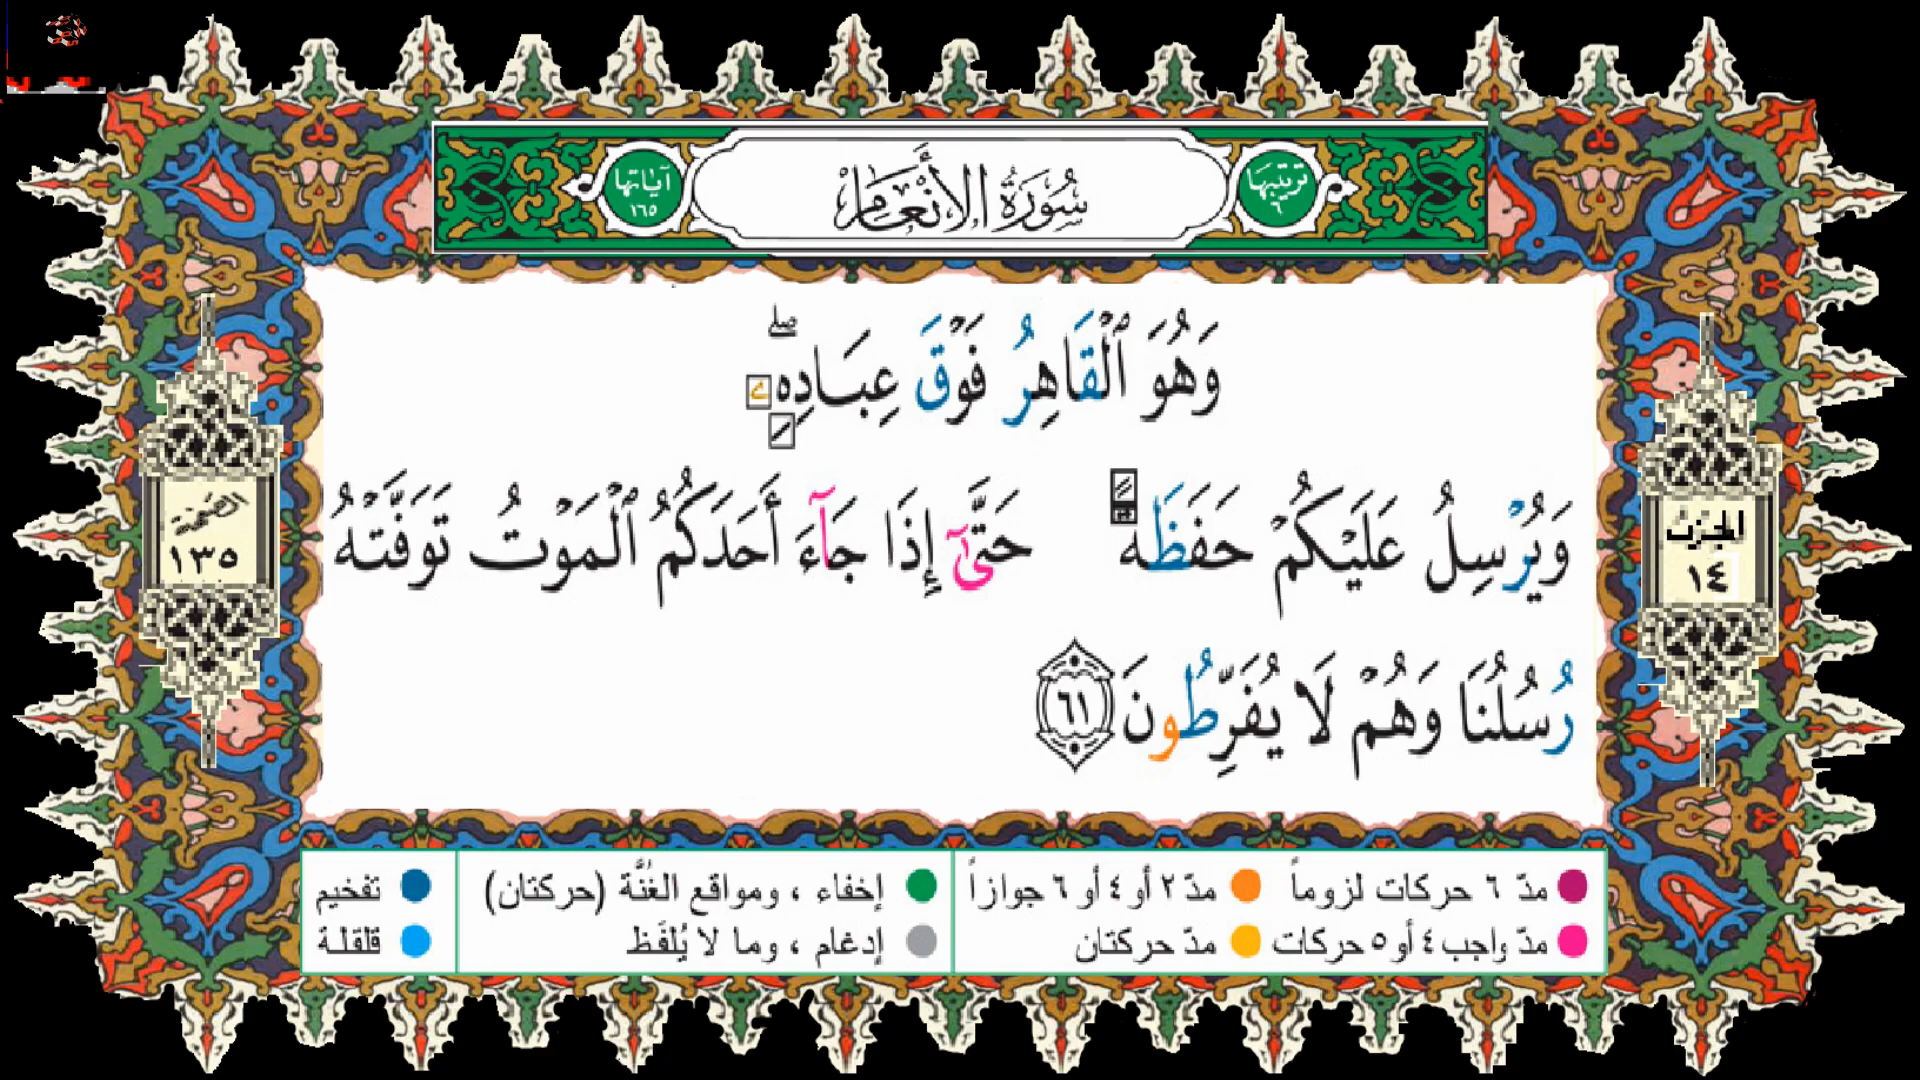 سُورَةُ الأَنْعَامِ
ترتيبها
٦
آياتها
١٦٥
وَهُوَ ٱلْقَاهِرُ فَوْقَ عِبَادِهِۦۖ
وَيُرْسِلُ عَلَيْكُمْ حَفَظَه حَتَّىٰٓ إِذَا جَآءَ أَحَدَكُمُ ٱلْمَوْتُ تَوَفَّتْهُ
رُسُلُنَا وَهُمْ لَا يُفَرِّطُونَ ٦١
الجزء
١٤
الصفحة
١٣٥
مدّ ٦ حركات لزوماً
مدّ ٢ أو ٤ أو ٦ جوازاً
إخفاء ، ومواقع الغُنَّة (حركتان)
تفخيم
مدّ واجب ٤ أو ٥ حركات
مدّ حركتان
إدغام ، وما لا يُلفَظ
قلقلة